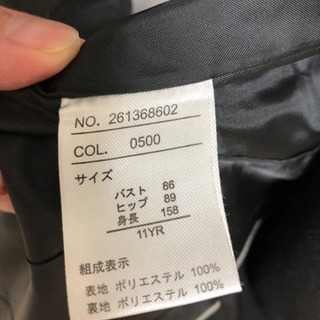 NO. 261368602
COL. 0500
サイズ
バスト 86
ヒップ 89
身長 158
11YR
組成表示
表地 ポリエステル 100%
裏地 ポリエステル 100%